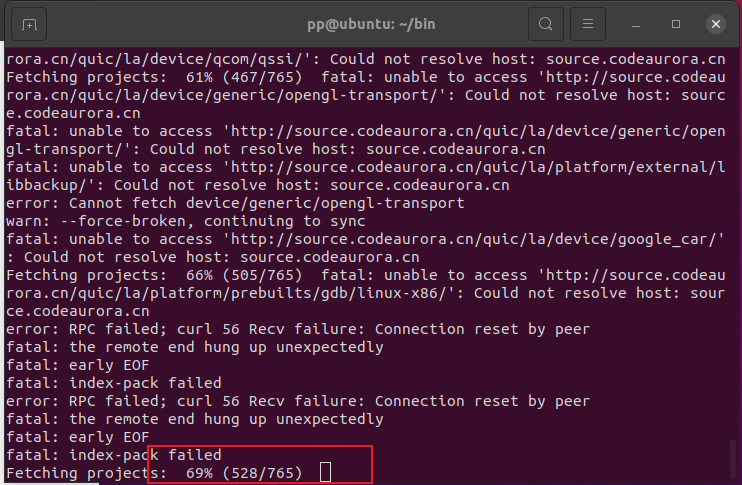 pp@ubuntu: ~/bin
rora.cn/quic/la/device/qcom/qssi/': Could not resolve host: source.codeaurora.cn
Fetching projects:  61% (467/765)  fatal: unable to access 'http://source.codeau
rora.cn/quic/la/device/generic/opengl-transport/': Could not resolve host: sourc
e.codeaurora.cn
fatal: unable to access 'http://source.codeaurora.cn/quic/la/device/generic/open
gl-transport/': Could not resolve host: source.codeaurora.cn
fatal: unable to access 'http://source.codeaurora.cn/quic/la/platform/external/l
ibbackup/': Could not resolve host: source.codeaurora.cn
error: Cannot fetch device/generic/opengl-transport
warn: --force-broken, continuing to sync
fatal: unable to access 'http://source.codeaurora.cn/quic/la/device/google_car/'
: Could not resolve host: source.codeaurora.cn
Fetching projects:  66% (505/765)  fatal: unable to access 'http://source.codeau
rora.cn/quic/la/platform/prebuilts/gdb/linux-x86/': Could not resolve host: sour
ce.codeaurora.cn
error: RPC failed; curl 56 Recv failure: Connection reset by peer
fatal: the remote end hung up unexpectedly
fatal: early EOF
fatal: index-pack failed
error: RPC failed; curl 56 Recv failure: Connection reset by peer
fatal: the remote end hung up unexpectedly
fatal: early EOF
fatal: index-pack failed
Fetching projects:  69% (528/765)